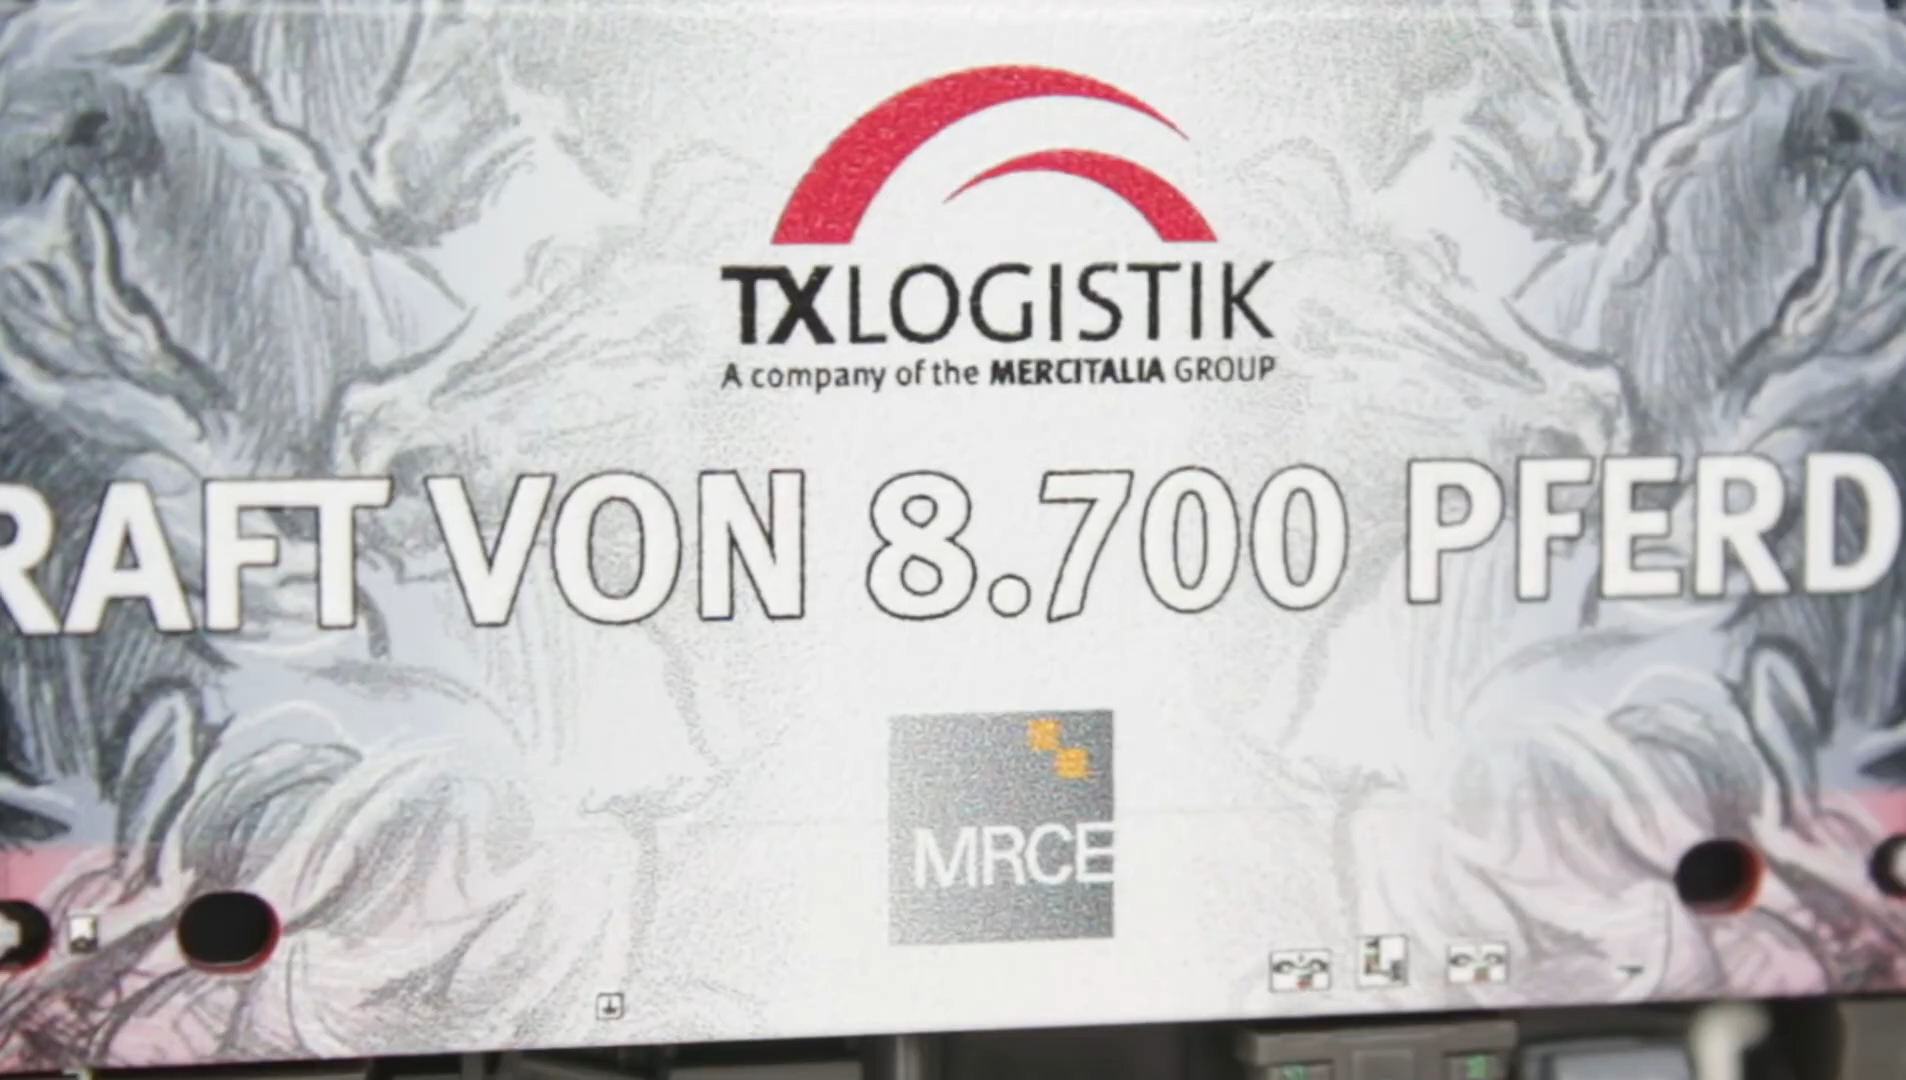 TXLOGISTIK
A company of the MERCITALIA GROUP
RAFT VON 8.700 PFERD
MRCE